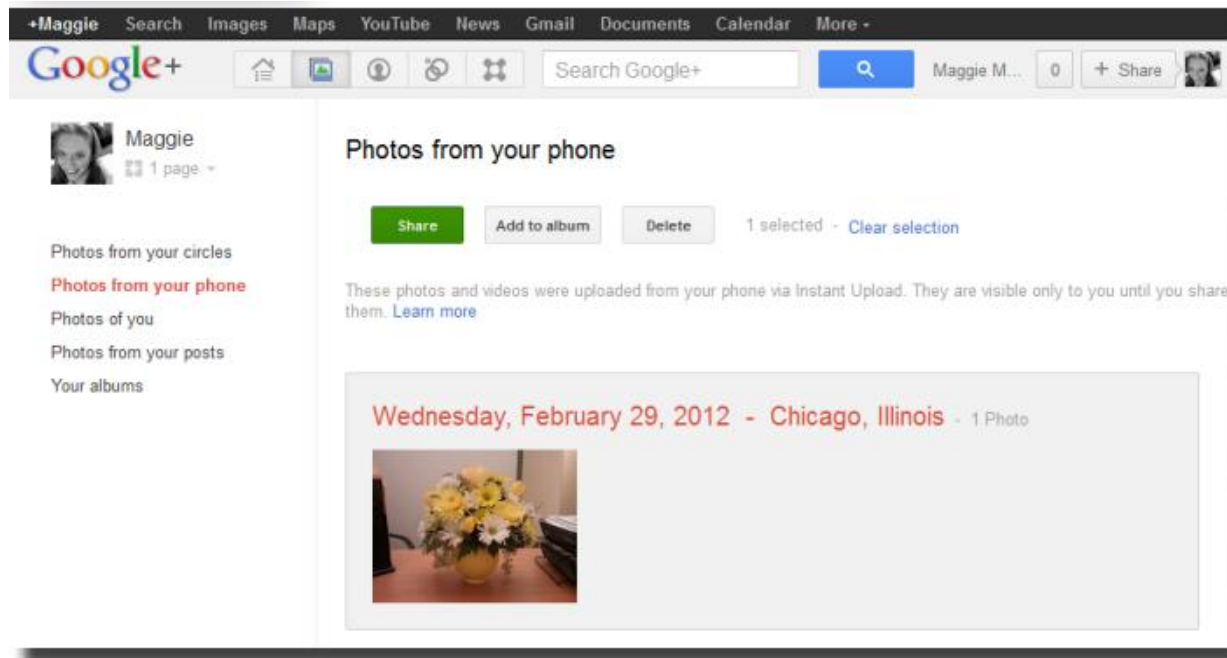 +Maggie Search Images Maps YouTube News Gmail Documents Calendar More
Google+ Search Google+ Maggie M... 0 + Share
Maggie
1 page
Photos from your phone
Share Add to album Delete 1 selected - Clear selection
Photos from your circles
Photos from your phone
Photos of you
Photos from your posts
Your albums
These photos and videos were uploaded from your phone via Instant Upload. They are visible only to you until you share
them. Learn more
Wednesday, February 29, 2012 - Chicago, Illinois - 1 Photo